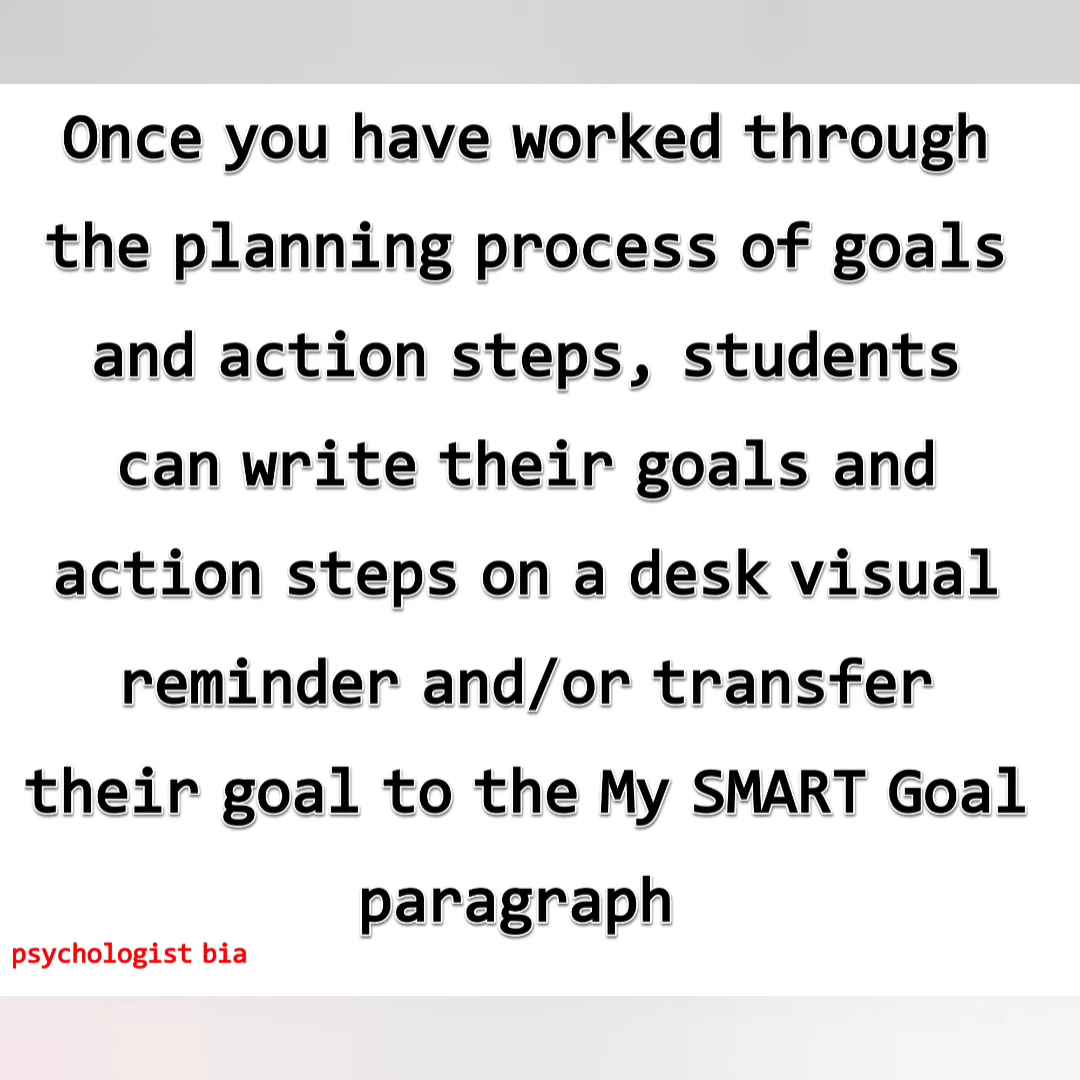 Once you have worked through
the planning process of goals
and action steps, students
can write their goals and
action steps on a desk visual
reminder and/or transfer
their goal to the My SMART Goal
paragraph
psychologist bia